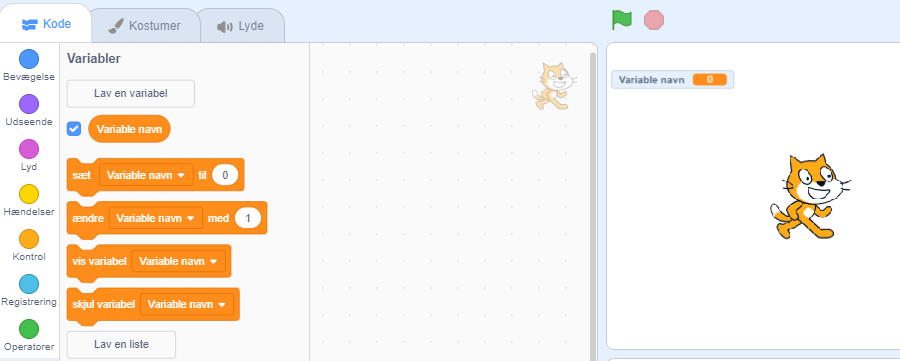 Kode Kostumer Lyde
Bevægelse
Udseende
Lyd
Hændelser
Kontrol
Registrering
Operatorer
Variabler
Lav en variabel
Variable navn
sæt Variable navn til 0
ændre Variable navn med 1
vis variabel Variable navn
skjul variabel Variable navn
Lav en liste
Variable navn 0